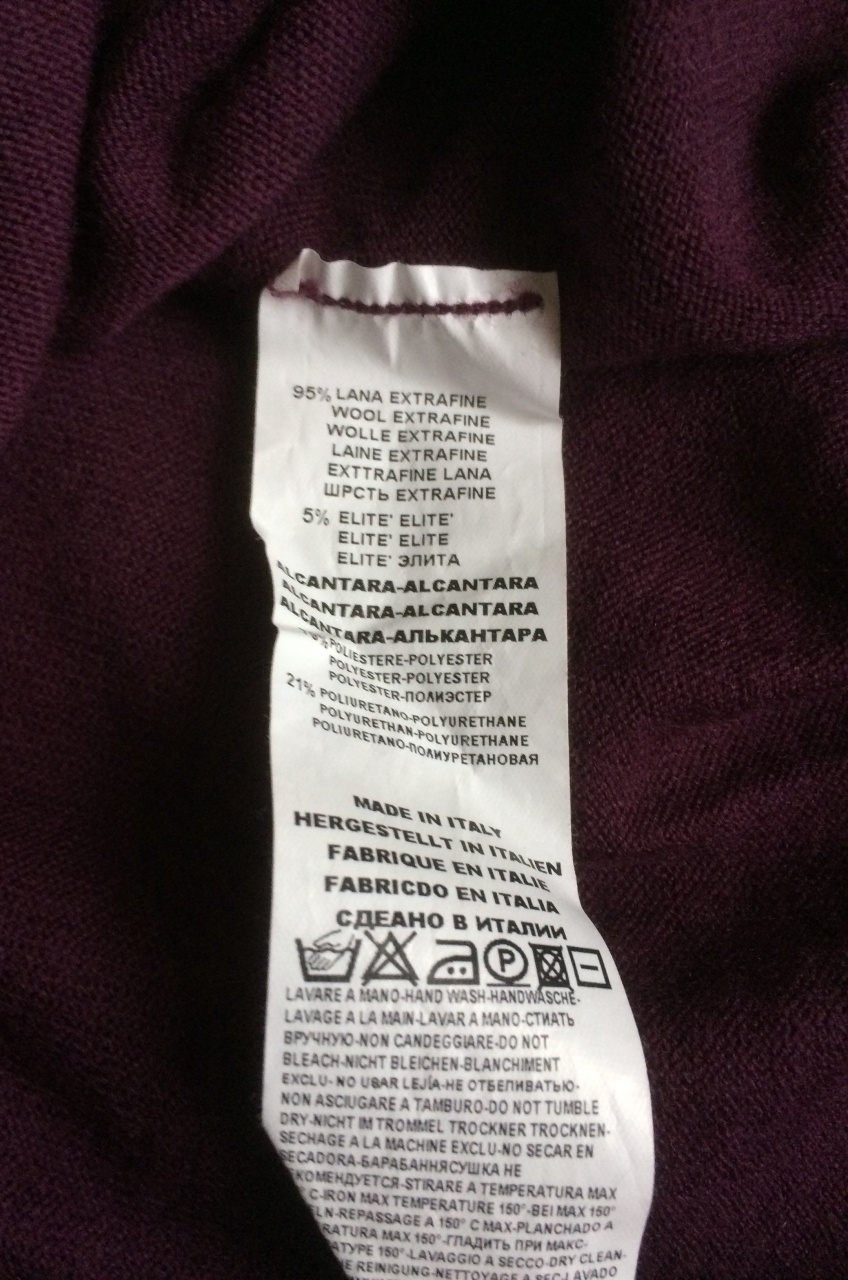 95% LANA EXTRAFINE
WOOL EXTRAFINE
WOLLE EXTRAFINE
LAINE EXTRAFINE
EXTTRAFINE LANA
ШРСТЬ EXTRAFINE
5% ELITE' ELITE'
ELITE' ELITE
ELITE' ЭЛИТА
ALCANTARA-ALCANTARA
ALCANTARA-ALCANTARA
ALCANTARA-АЛЬКАНТАРА
POLIESTERE-POLYESTER
POLYESTER-POLYESTER
POLYESTER-ПОЛИЭСТЕР
21% POLIURETANO-POLYURETHANE
POLYURETHAN-POLYURETHANE
POLIURETANO-ПОЛИУРЕТАНОВАЯ
MADE IN ITALY
HERGESTELLT IN ITALIEN
FABRIQUE EN ITALIE
FABRICDO EN ITALIA
СДЕАНО В ИТАЛИИ
P
LAVARE A MANO-HAND WASH-HANDWASCHE-
LAVAGE A LA MAIN-LAVAR A MANO-СТИАТЬ
ВРУЧНУЮ-NON CANDEGGIARE-DO NOT
BLEACH-NICHT BLEICHEN-BLANCHIMENT
EXCLU-NO USAR LEJÍA-НЕ ОТБЕЛИВАТЬЮ-
NON ASCIUGARE A TAMBURO-DO NOT TUMBLE
DRY-NICHT IM TROMMEL TROCKNER TROCKNEN-
SECHAGE A LA MACHINE EXCLU-NO SECAR EN
SECADORA-БАРАБАННЯСУШКА НЕ
КОМЕНДУЕТСЯ-STIRARE A TEMPERATURA MAX
C-IRON MAX TEMPERATURE 150°-BEI MAX 150°
LN-REPASSAGE A 150° C MAX-PLANCHADO A
RATURA MAX 150°-ГЛАДИТЬ ПРИ МАКС-
АТУРЕ 150°-LAVAGGIO A SECCO-DRY CLEAN-
E REINIGUNG-NETTOYAGE A SEC-LAVADO